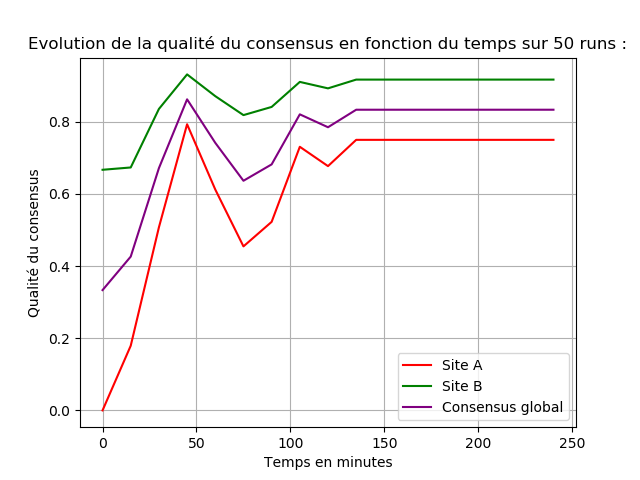 Evolution de la qualité du consensus en fonction du temps sur 50 runs :
Qualité du consensus
0.8
0.6
0.4
0.2
0.0
Site A
Site B
Consensus global
0 50 100 150 200 250
Temps en minutes